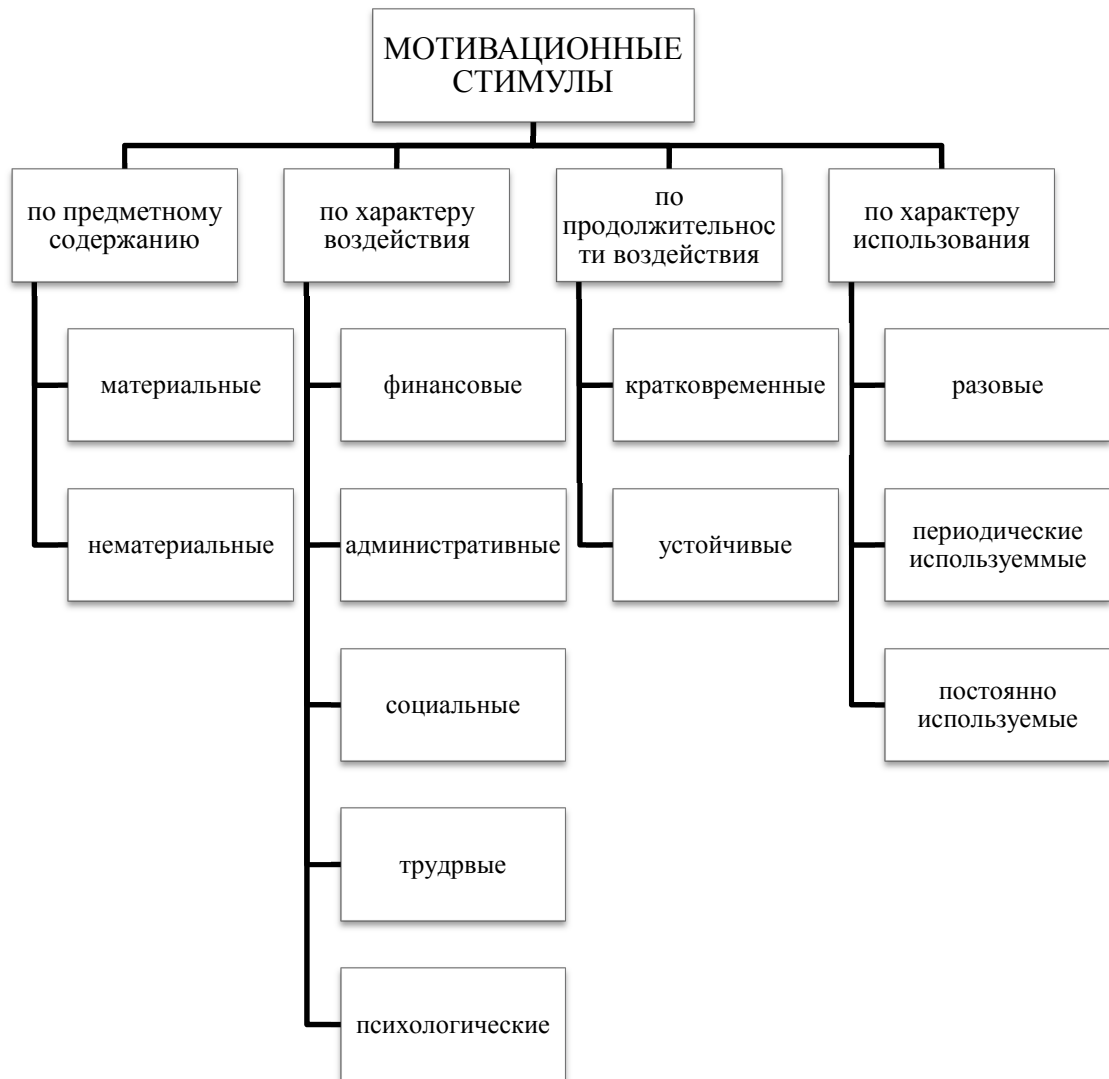 МОТИВАЦИОННЫЕ
СТИМУЛЫ
по предметному
содержанию
материальные
нематериальные
по характеру
воздействия
финансовые
административные
социальные
трудрвые
психологические
по
продолжительнос
ти воздействия
кратковременные
устойчивые
по характеру
использования
разовые
периодические
используеммые
постоянно
используемые